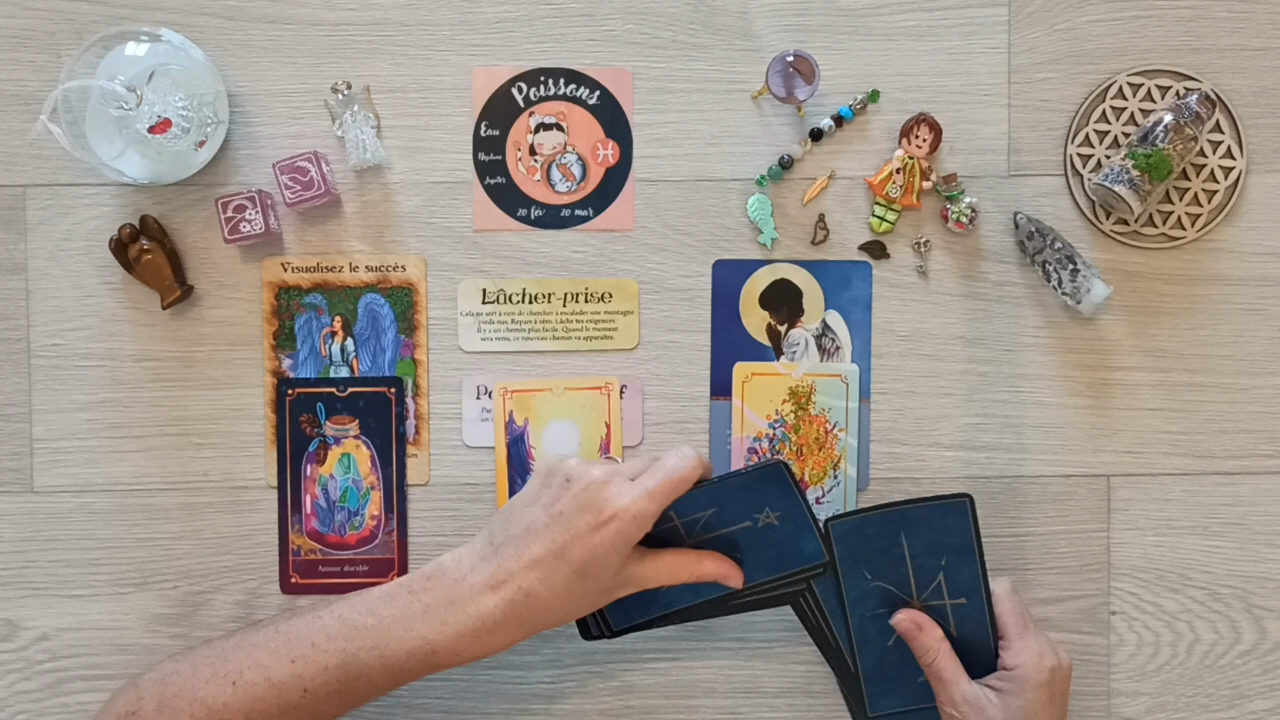 Poissons
Eau
Neptune
Jupiter
20 fév - 20 mar
Visualisez le succès
Lâcher-prise
Cela ne sert à rien de chercher à escalader une montagne
pieds nus. Repars à zéro. Lâche tes exigences.
Il y a un chemin plus facile. Quand le moment
sera venu, ce nouveau chemin va apparaître.
Amour durable